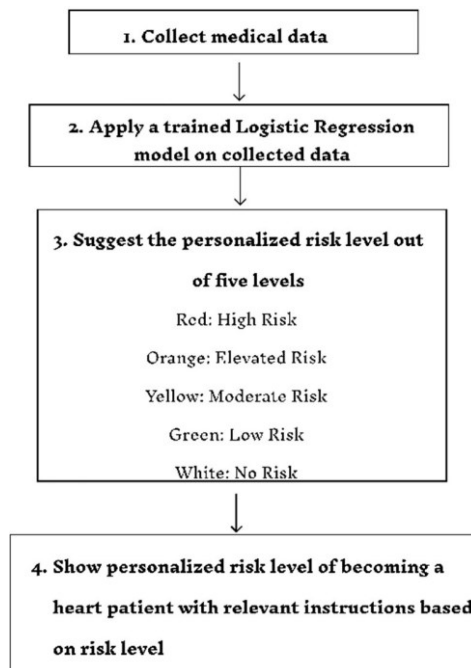 1. Collect medical data
2. Apply a trained Logistic Regression
model on collected data
3. Suggest the personalized risk level out
of five levels
Red: High Risk
Orange: Elevated Risk
Yellow: Moderate Risk
Green: Low Risk
White: No Risk
4. Show personalized risk level of becoming a
heart patient with relevant instructions based
on risk level